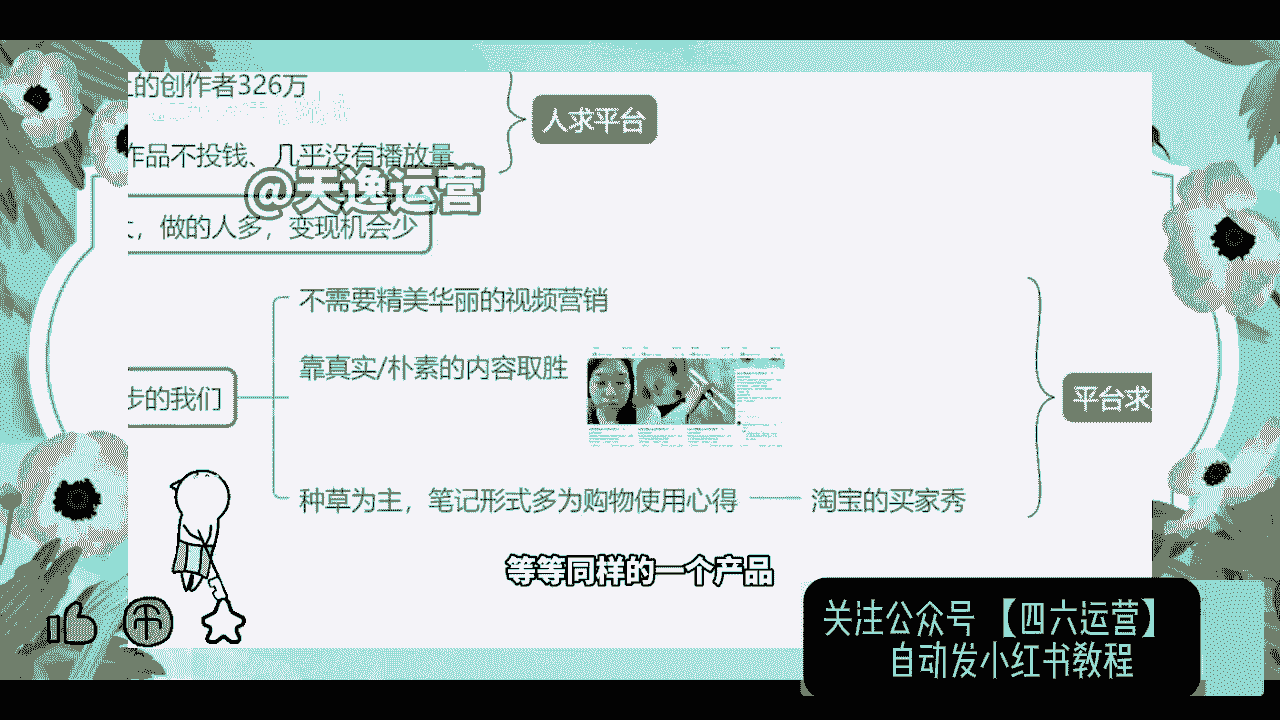 的创作者326万
人求平台
作品不投钱、几乎没有播放量
@天逸运营
，做的人多，变现机会少
不需要精美华丽的视频营销
靠真实/朴素的内容取胜
步的我们
平台求
种草为主，笔记形式多为购物使用心得
淘宝的买家秀
等等同样的一个产品
关注公众号【四六运营】
自动发小红书教程